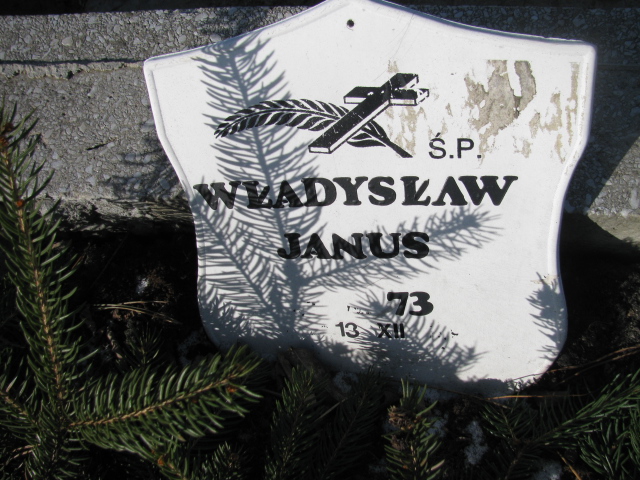 Ś.P.
WŁADYSŁAW
JANUS
73
13 XII